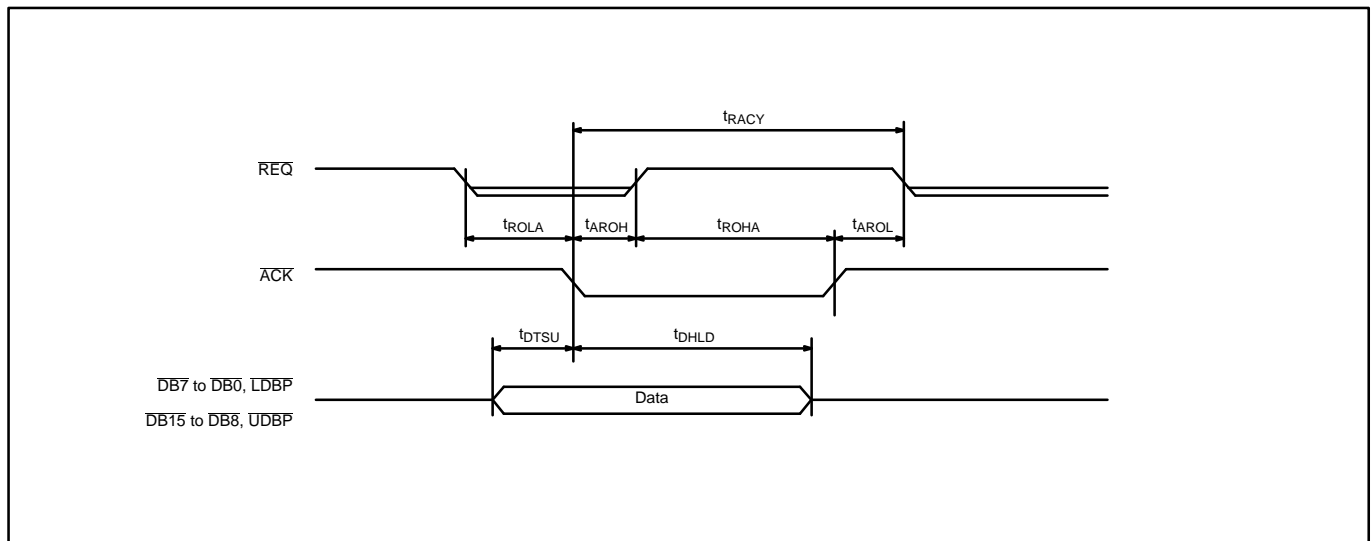 tRACY
REQ
tROLA
tAROH
tROHA
tAROL
ACK
tDTSU
tDHLD
DB7 to DB0, LDBP
Data
DB15 to DB8, UDBP